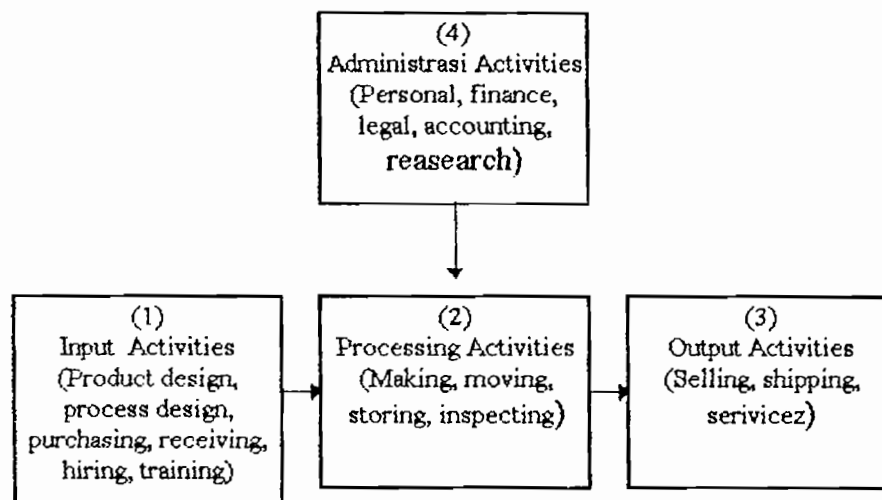 (4)
Administrasi Activities
(Personal, finance,
legal, accounting,
reasearch)
(1)
Input Activities
(Product design,
process design,
purchasing, receiving,
hiring, training)
(2)
Processing Activities
(Making, moving,
storing, inspecting)
(3)
Output Activities
(Selling, shipping,
serivicez)